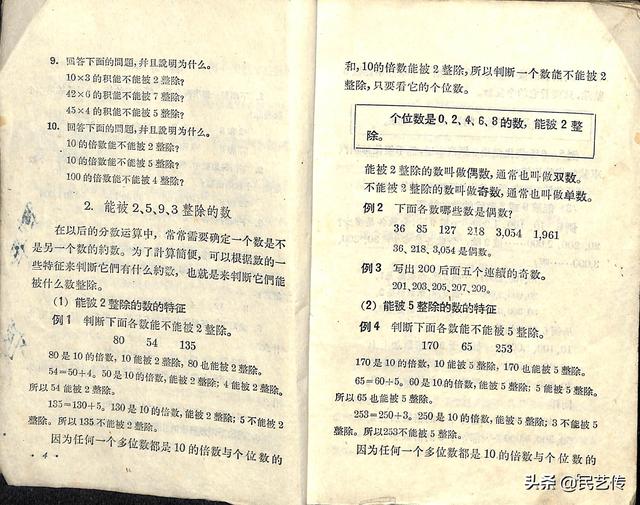 9. 回答下面的問題,并且說明为什么。
10×3的积能不能被2整除?
42×6的积能不能被7整除?
45×4的积能不能被5整除?
10. 回答下面的問題,并且說明为什么。
10的倍数能不能被2整除?
10的倍数能不能被5整除?
100的倍数能不能被4整除?
2. 能被2、5、9、3整除的数
在以后的分数运算中,常常需要确定一个数是不
是另一个数的約数。为了計算簡便,可以根据数的一
些特征来判断它們有什么約数,也就是来判断它們能
被什么数整除。
(1) 能被2整除的数的特征
例1 判断下面各数能不能被2整除。
80 54 135
80是10的倍数,10能被2整除,80也能被2整除。
54=50+4。50是10的倍数,能被2整除;4能被2整除。
所以54能被2整除。
135=130+5。130是10的倍数,能被2整除;5不能被2
整除。所以135不能被2整除。
因为任何一个多位数都是10的倍数与个位数的
· 4 ·
和,10的倍数能被2整除,所以判断一个数能不能被2
整除,只要看它的个位数。
个位数是0、2、4、6、8的数,能被2整
除。
能被2整除的数叫做偶数,通常也叫做双数。
不能被2整除的数叫做奇数,通常也叫做单数。
例2 下面各数哪些数是偶数?
36 85 127 218 3,054 1,961
36、218、3,054是偶数。
例3 写出200后面五个連續的奇数。
201、203、205、207、209。
(2) 能被5整除的数的特征
例4 判断下面各数能不能被5整除。
170 65 253
170是10的倍数,10能被5整除,170也能被5整除。
65=60+5。60是10的倍数,能被5整除;5能被5整除。
所以65也能被5整除。
253=250+3。250是10的倍数,能被5整除;3不能被5
整除。所以253不能被5整除。
因为任何一个多位数都是10的倍数与个位数的
头条 @民艺传